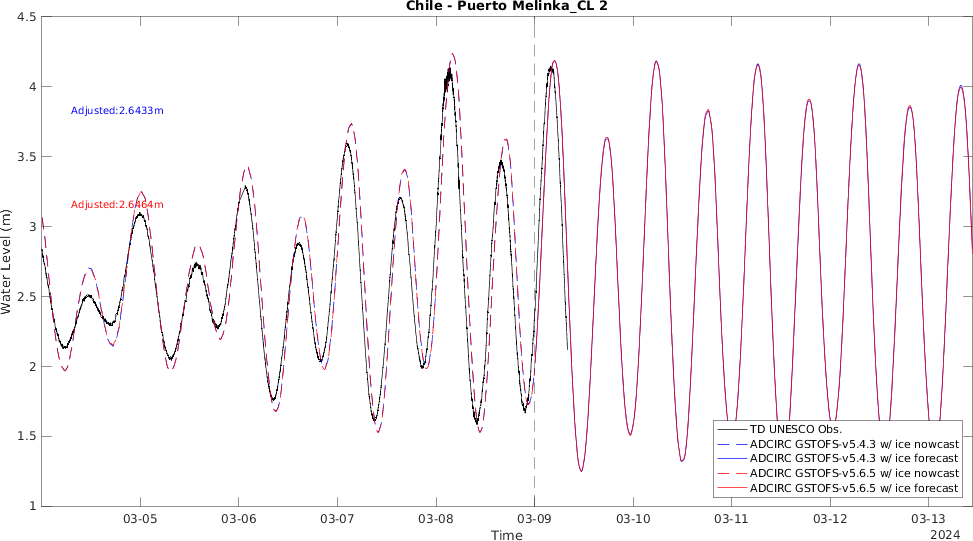 Chile - Puerto Melinka_CL 2
4.5
4
3.5
3
2.5
2
1.5
1
Water Level (m)
Adjusted:2.6433m
Adjusted:2.6464m
TD UNESCO Obs.
ADCIRC GSTOFS-v5.4.3 w/ ice nowcast
ADCIRC GSTOFS-v5.4.3 w/ ice forecast
ADCIRC GSTOFS-v5.6.5 w/ ice nowcast
ADCIRC GSTOFS-v5.6.5 w/ ice forecast
03-05 03-06 03-07 03-08 03-09 03-10 03-11 03-12 03-13
Time
2024